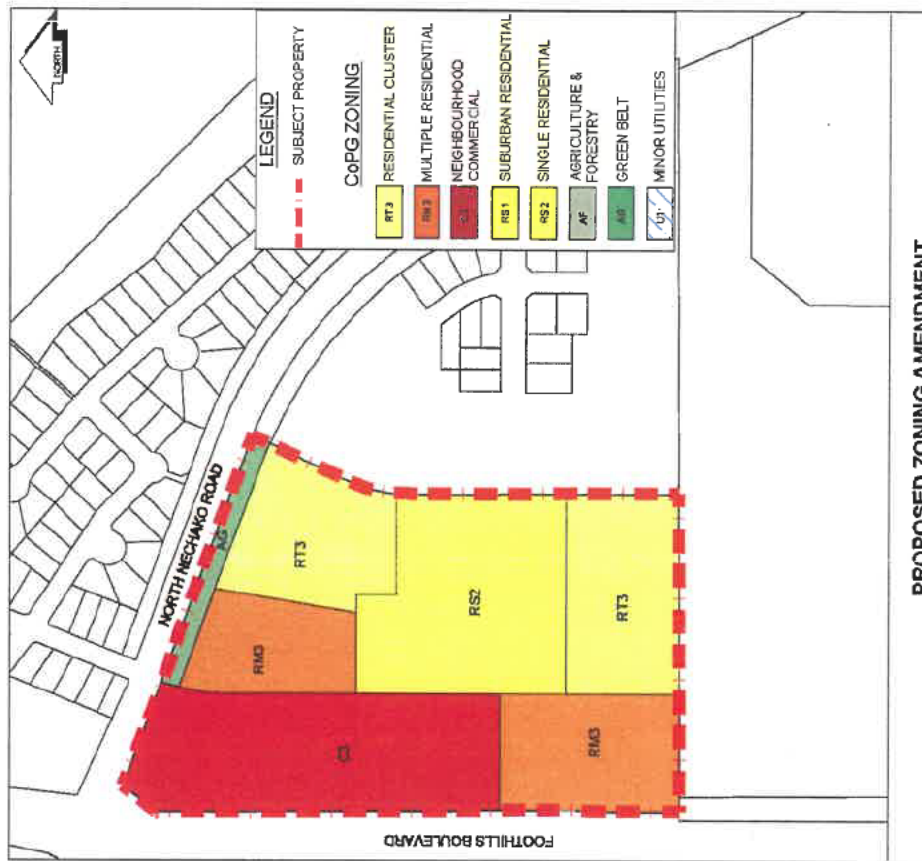 NORTH
LEGEND
SUBJECT PROPERTY
CoPG ZONING
RT3 RESIDENTIAL CLUSTER
RM3 MULTIPLE RESIDENTIAL
NEIGHBOURHOOD
COMMERCIAL
RS1 SUBURBAN RESIDENTIAL
RS2 SINGLE RESIDENTIAL
AF AGRICULTURE &
FORESTRY
AG GREEN BELT
U1 MINOR UTILITIES
NORTH NECHAKO ROAD
AG
RT3
RM3
RS2
RT3
RM3
FOOTHILLS BOULEVARD
PROPOSED ZONING AMENDMENT